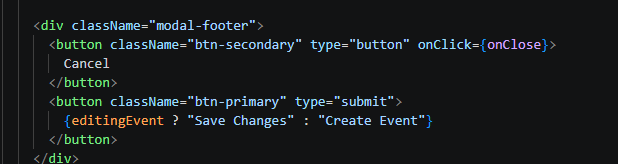 <div className="modal-footer">
<button className="btn-secondary" type="button" onClick={onClose}>
Cancel
</button>
<button className="btn-primary" type="submit">
{editingEvent ? "Save Changes" : "Create Event"}
</button>
</div>